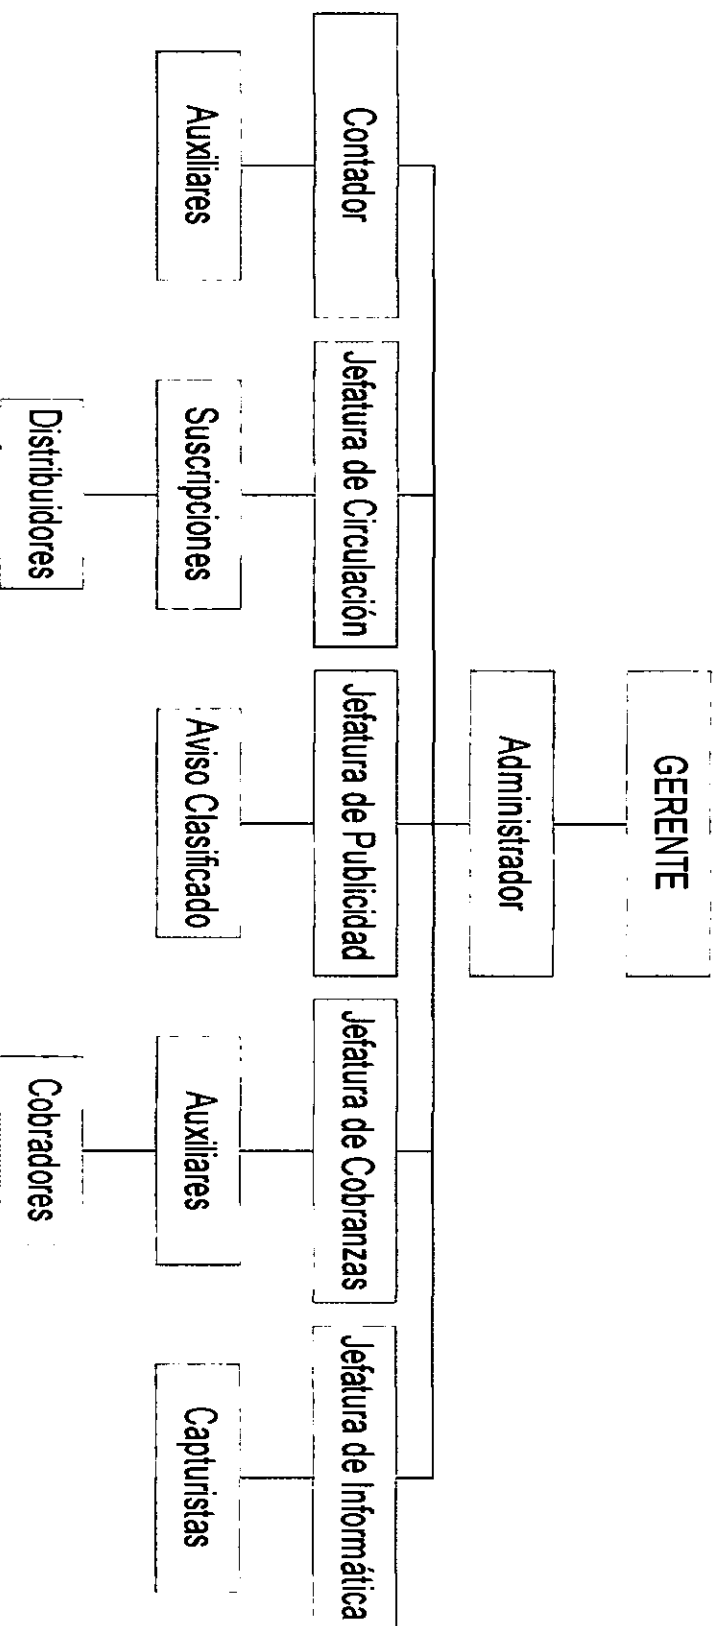 GERENTE
Administrador
Contador
Jefatura de Circulación
Jefatura de Publicidad
Jefatura de Cobranzas
Jefatura de Informática
Auxiliares
Suscripciones
Aviso Clasificado
Auxiliares
Capturistas
Distribuidores
Cobradores